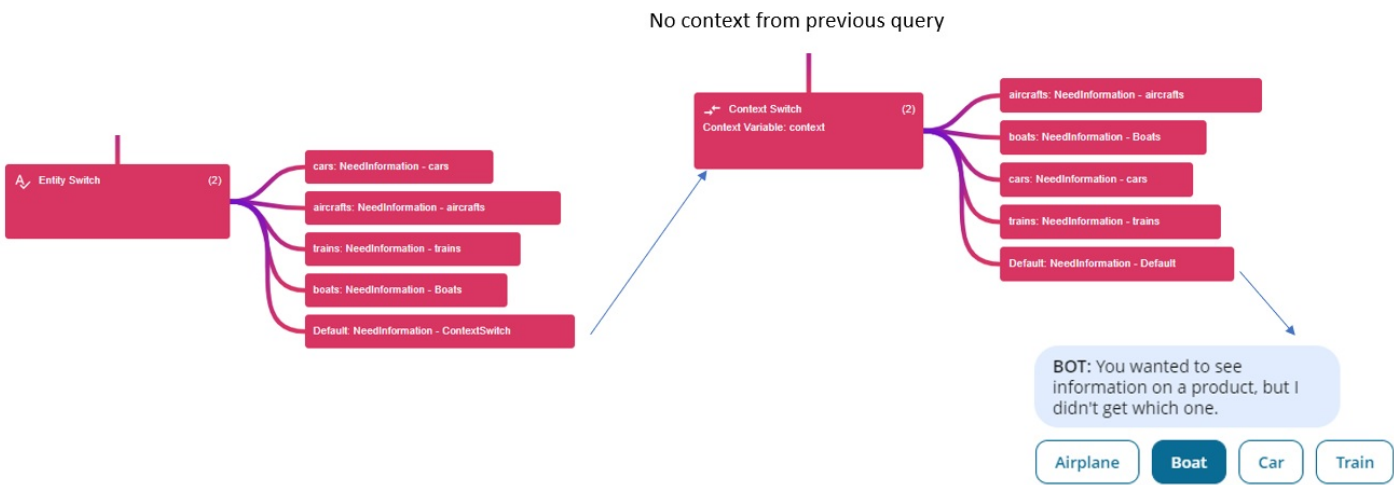 No context from previous query
Entity Switch (2)
cars: NeedInformation - cars
aircrafts: NeedInformation - aircrafts
trains: NeedInformation - trains
boats: NeedInformation - Boats
Default: NeedInformation - ContextSwitch
Context Switch (2)
Context Variable: context
aircrafts: NeedInformation - aircrafts
boats: NeedInformation - Boats
cars: NeedInformation - cars
trains: NeedInformation - trains
Default: NeedInformation - Default
BOT: You wanted to see
information on a product, but I
didn't get which one.
Airplane Boat Car Train